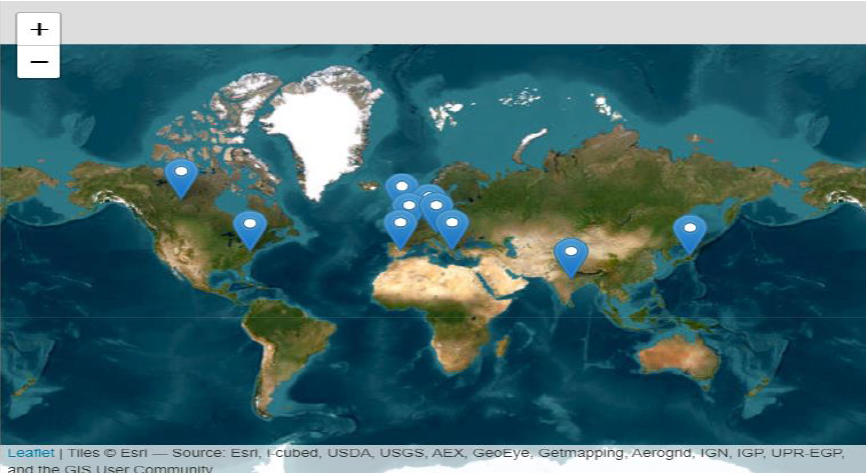 +
−
Leaflet | Tiles © Esri — Source: Esri, i-cubed, USDA, USGS, AEX, GeoEye, Getmapping, Aerogrid, IGN, IGP, UPR-EGP,
and the GIS User Community